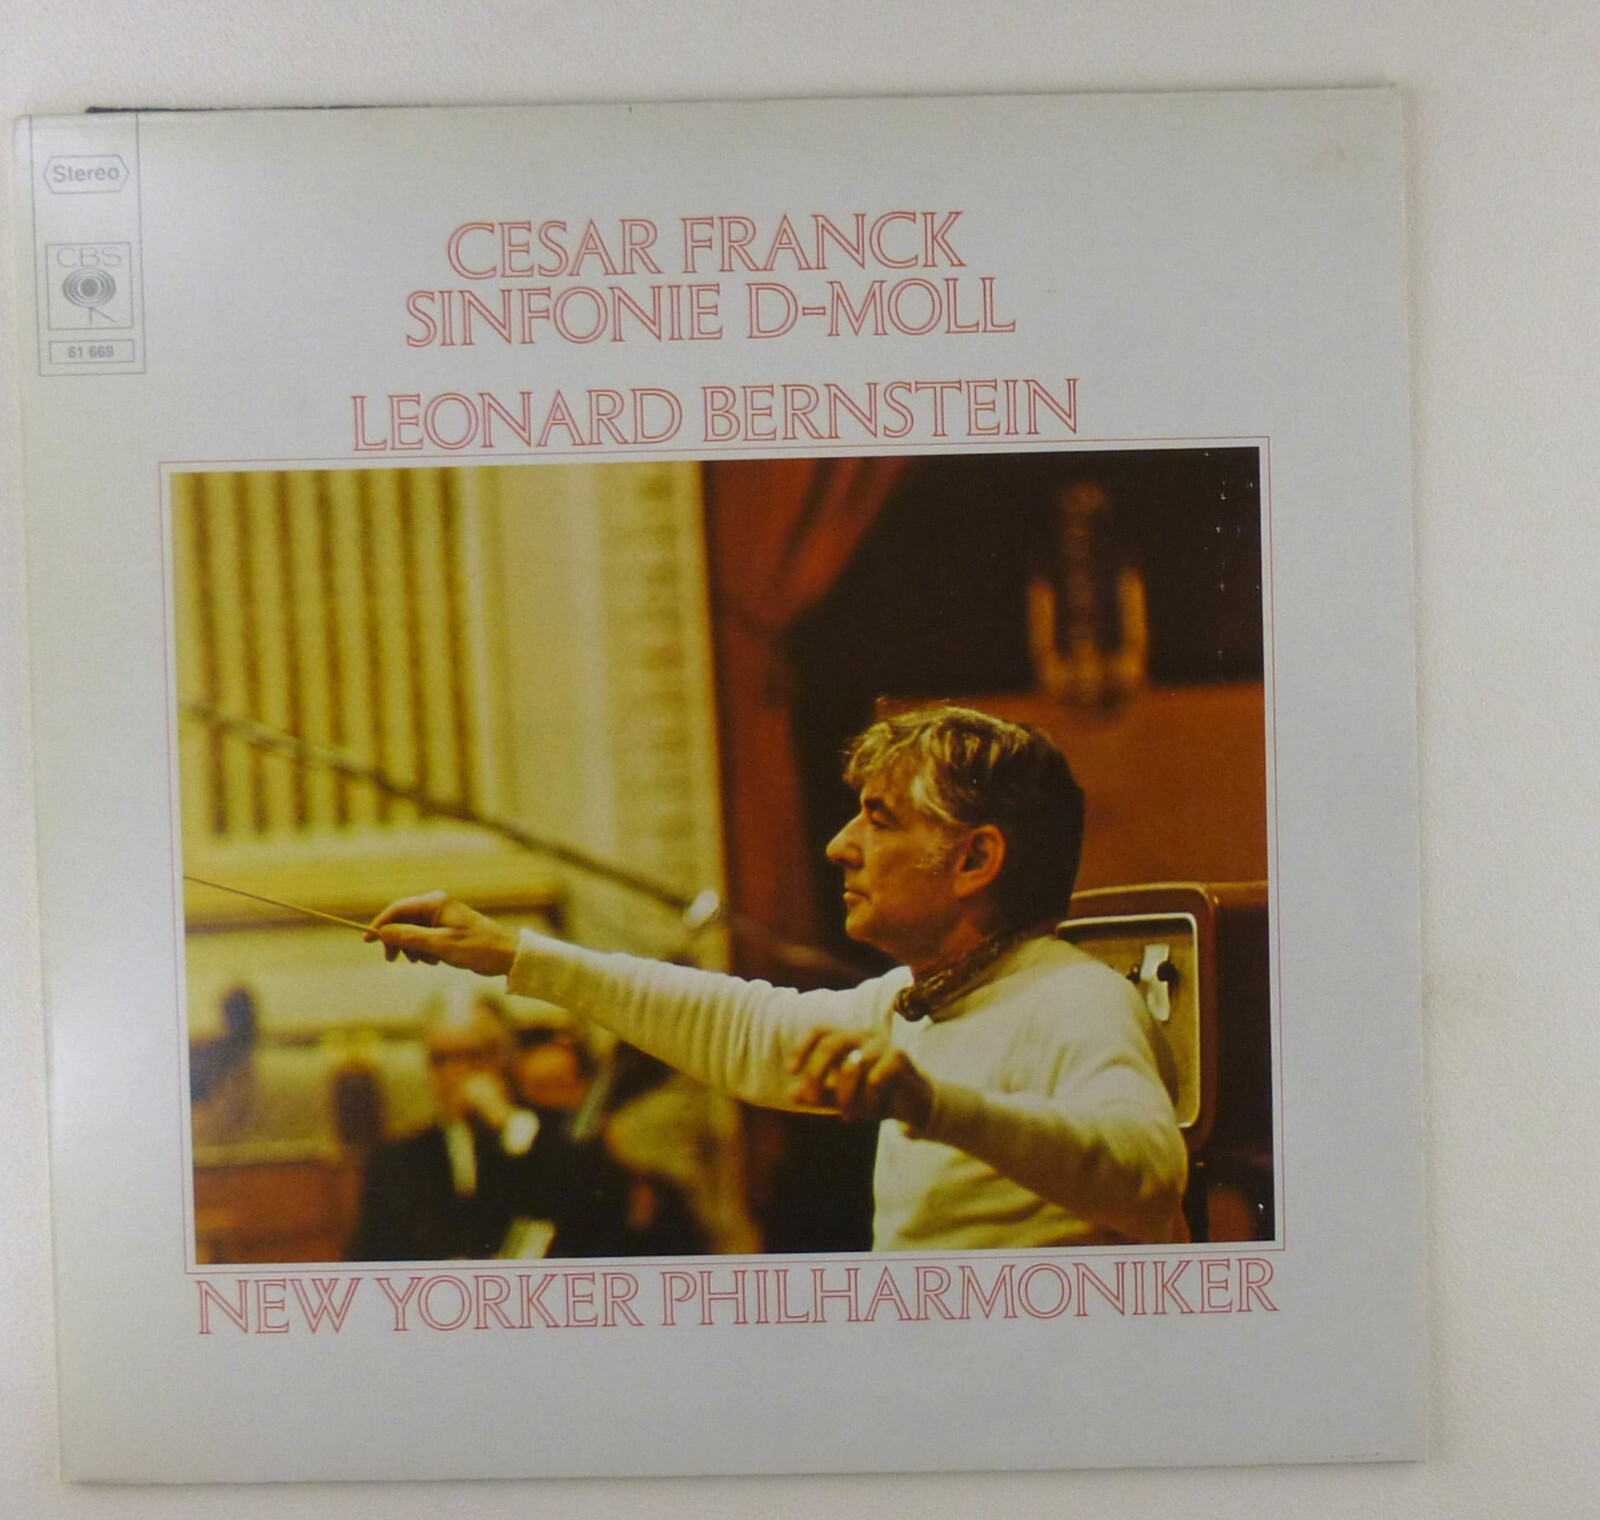 Stereo
CBS
61 669
CESAR FRANCK
SINFONIE D-MOLL
LEONARD BERNSTEIN
NEW YORKER PHILHARMONIKER